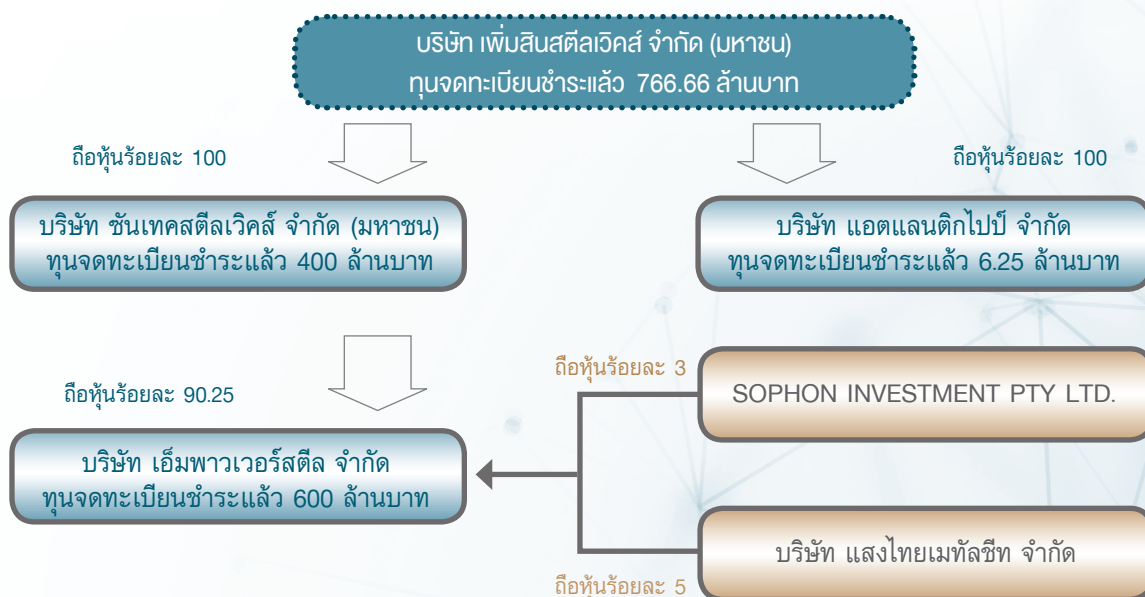 บริษัท เพิ่มสินสตีลเวิคส์ จำกัด (มหาชน)
ทุนจดทะเบียนชำระแล้ว 766.66 ล้านบาท
ถือหุ้นร้อยละ 100
ถือหุ้นร้อยละ 100
บริษัท ซันเทคสตีลเวิคส์ จำกัด (มหาชน)
ทุนจดทะเบียนชำระแล้ว 400 ล้านบาท
บริษัท แอตแลนติกไปป์ จำกัด
ทุนจดทะเบียนชำระแล้ว 6.25 ล้านบาท
ถือหุ้นร้อยละ 90.25
ถือหุ้นร้อยละ 3
SOPHON INVESTMENT PTY LTD.
บริษัท เอ็มพาวเวอร์สตีล จำกัด
ทุนจดทะเบียนชำระแล้ว 600 ล้านบาท
บริษัท แสงไทยเมทัลชีท จำกัด
ถือหุ้นร้อยละ 5